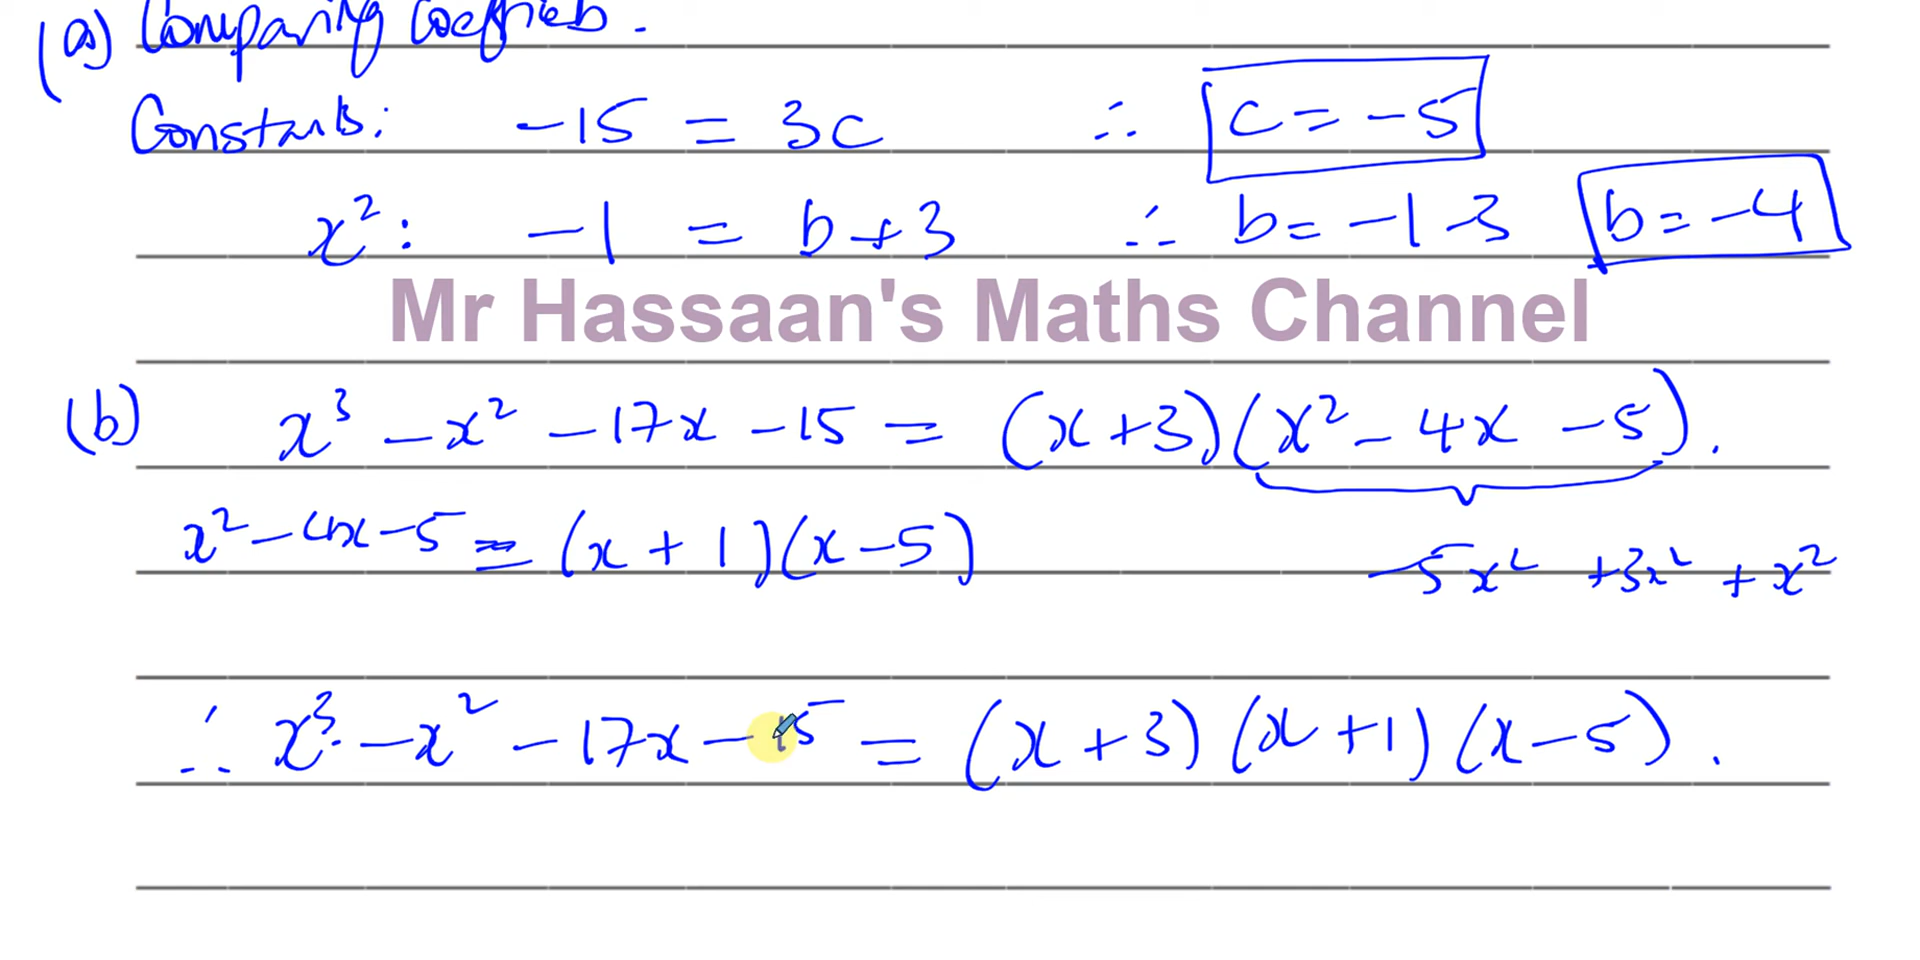 (a) Comparing Coefficients.
Constants: -15 = 3c ∴ c = -5
x²: -1 = b + 3 ∴ b = -1 -3 b = -4
Mr Hassaan's Maths Channel
(b) x³ - x² - 17x - 15 = (x+3)(x² - 4x - 5).
x² - 4x - 5 = (x + 1)(x - 5)
-5x² +3x² + x²
∴ x³ - x² - 17x - 15 = (x + 3)(x + 1)(x - 5).